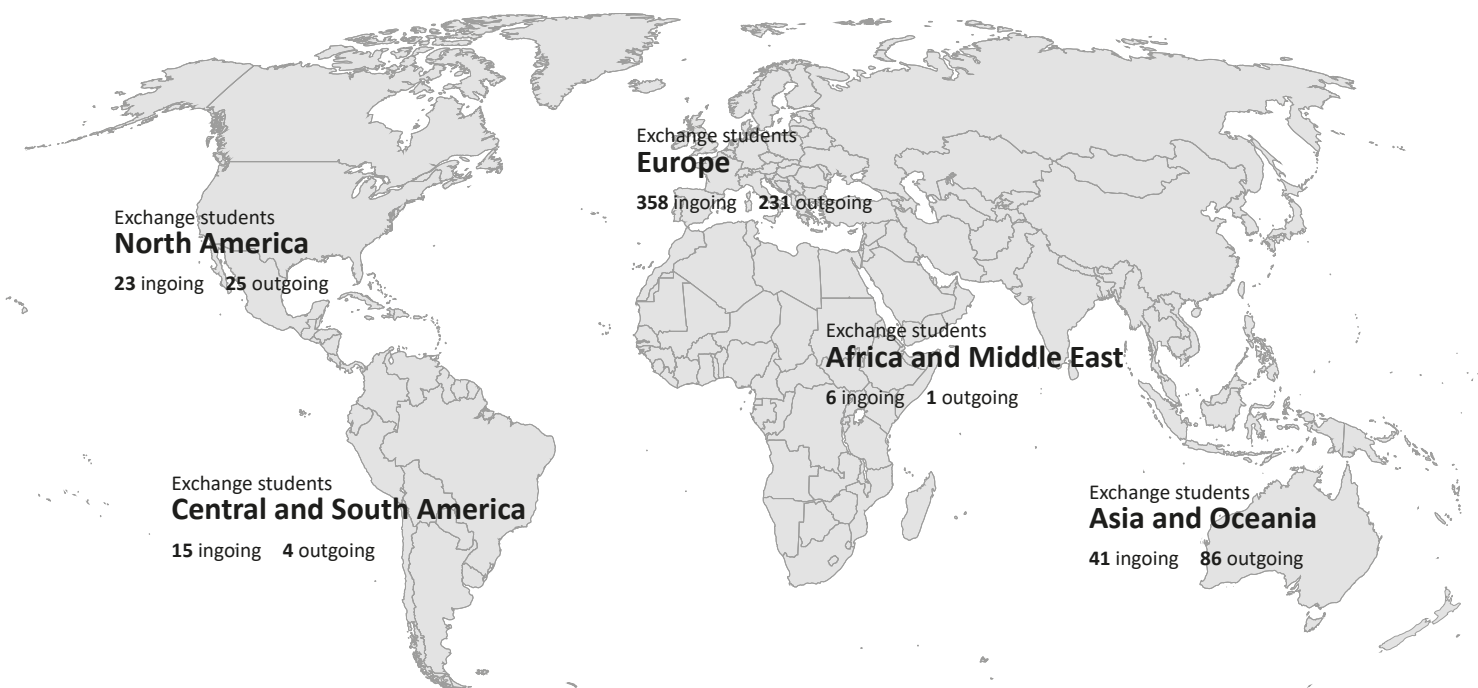 Exchange students
Europe
358 ingoing 231 outgoing
Exchange students
North America
23 ingoing 25 outgoing
Exchange students
Africa and Middle East
6 ingoing 1 outgoing
Exchange students
Central and South America
15 ingoing 4 outgoing
Exchange students
Asia and Oceania
41 ingoing 86 outgoing